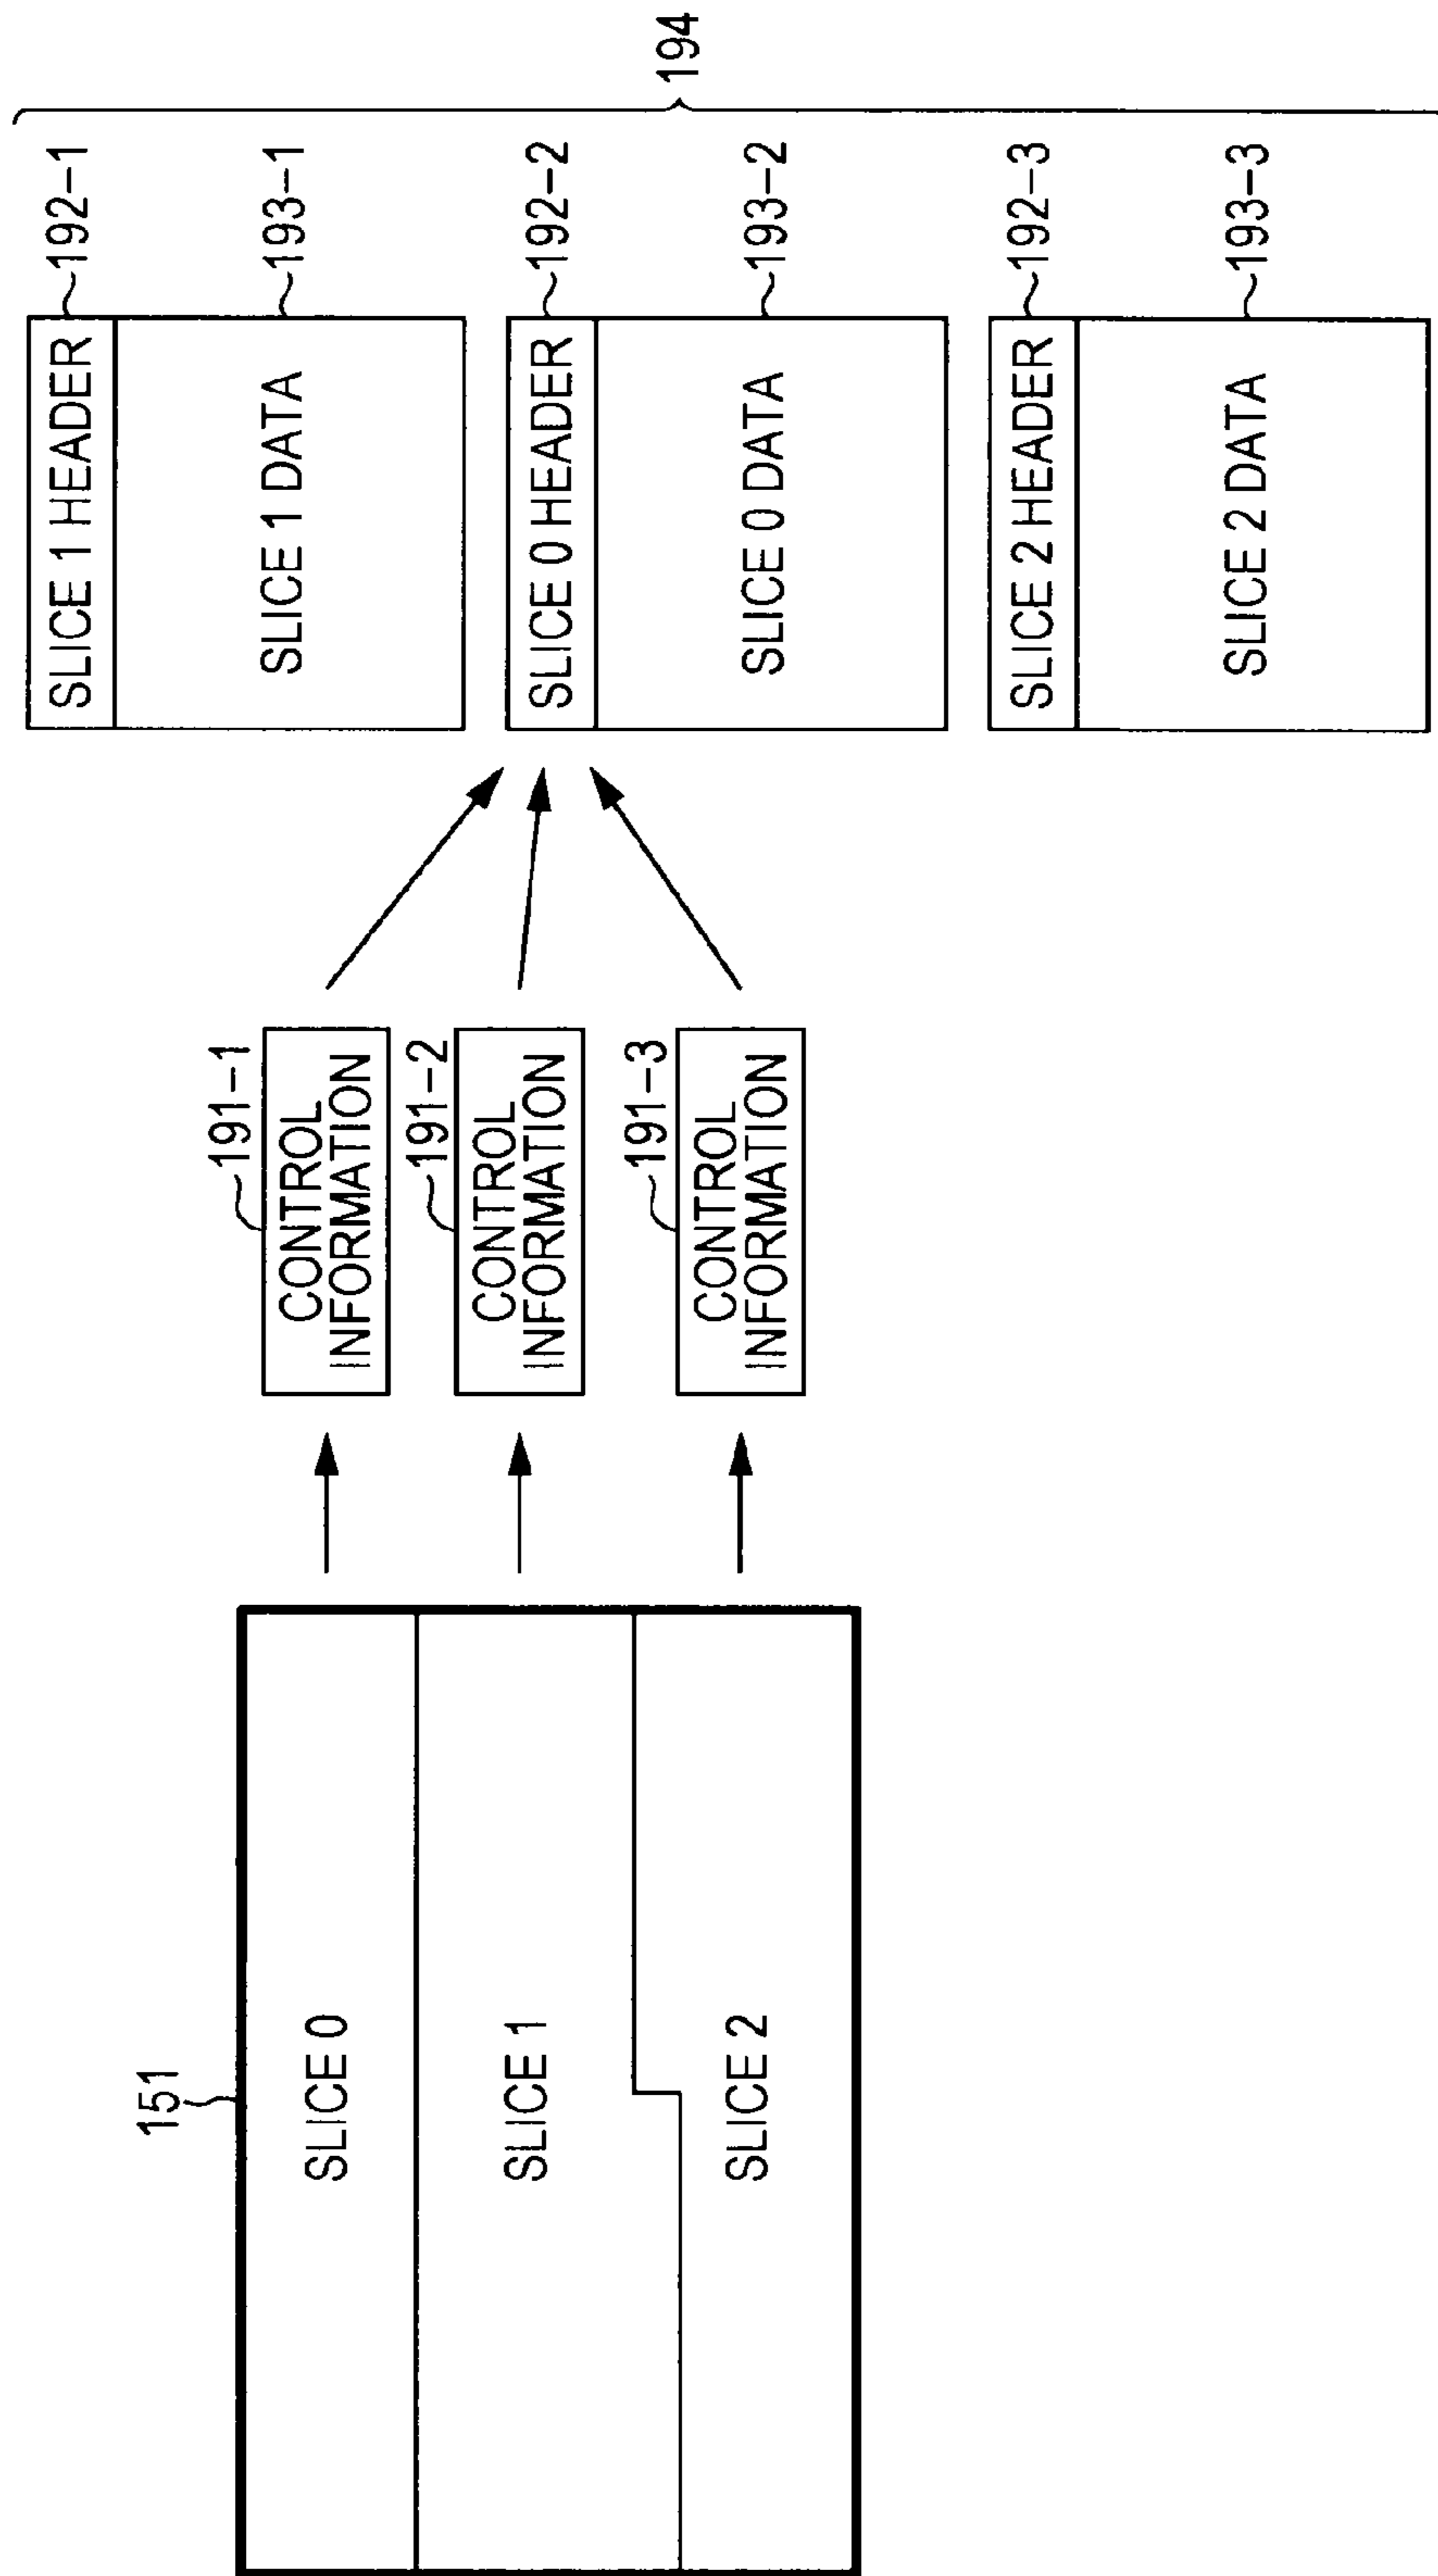 151
SLICE 0
SLICE 1
SLICE 2
191-1
CONTROL
INFORMATION
191-2
CONTROL
INFORMATION
191-3
CONTROL
INFORMATION
SLICE 1 HEADER
192-1
SLICE 1 DATA
193-1
SLICE 0 HEADER
192-2
SLICE 0 DATA
193-2
SLICE 2 HEADER
192-3
SLICE 2 DATA
193-3
194